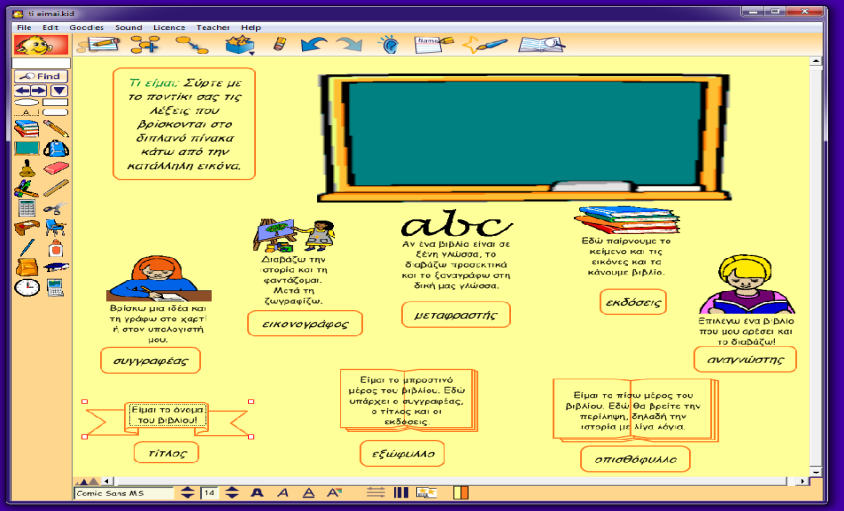 ti eimai.kid
File Edit Goodies Sound Licence Teacher Help
Name
Find
A
Τι είμαι; Σύρτε με
το ποντίκι σας τις
λέξεις που
βρίσκονται στο
διπλανό πίνακα
κάτω από την
κατάλληλη εικόνα.
abc
Διαβάζω την
ιστορία και τη
φαντάζομαι.
Μετά τη
ζωγραφίζω.
εικονογράφος
Αν ένα βιβλίο είναι σε
ξένη γλώσσα, το
διαβάζω προσεκτικά
και το ξαναγράφω στη
δική μας γλώσσα.
μεταφραστής
Εδώ παίρνουμε το
κείμενο και τις
εικόνες και τα
κάνουμε βιβλίο.
εκδόσεις
Βρίσκω μια ιδέα και
τη γράφω στο χαρτί
ή στον υπολογιστή
μου.
συγγραφέας
Επιλέγω ένα βιβλίο
που μου αρέσει και
το διαβάζω!
αναγνώστης
Είμαι το όνομα
του βιβλίου!
τίτλος
Είμαι το μπροστινό
μέρος του βιβλίου. Εδώ
υπάρχει ο συγγραφέας,
ο τίτλος και οι
εκδόσεις.
εξώφυλλο
Είμαι το πίσω μέρος του
βιβλίου. Εδώ θα βρείτε την
περίληψη, δηλαδή την
ιστορία με λίγα λόγια.
οπισθόφυλλο
Comic Sans MS 14 A A A A